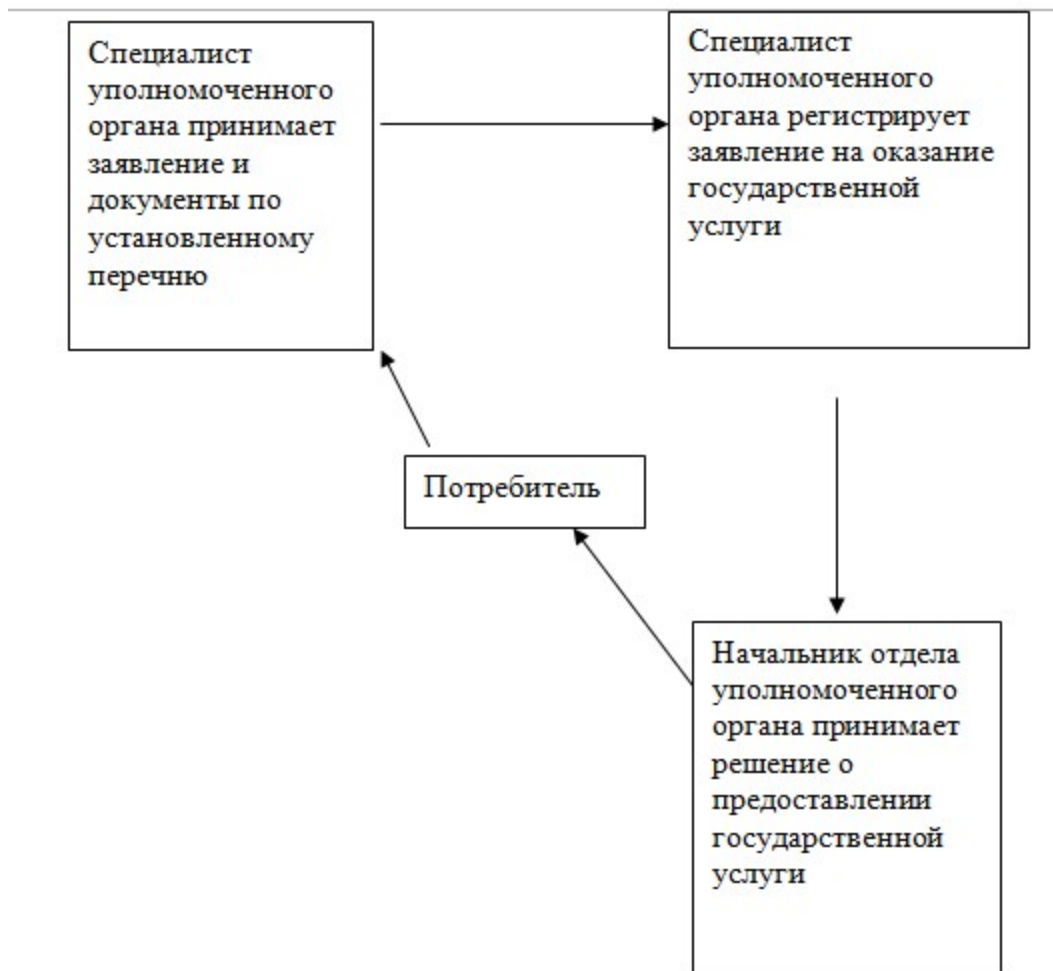 Специалист
уполномоченного
органа принимает
заявление и
документы по
установленному
перечню
Специалист
уполномоченного
органа регистрирует
заявление на оказание
государственной
услуги
Потребитель
Начальник отдела
уполномоченного
органа принимает
решение о
предоставлении
государственной
услуги